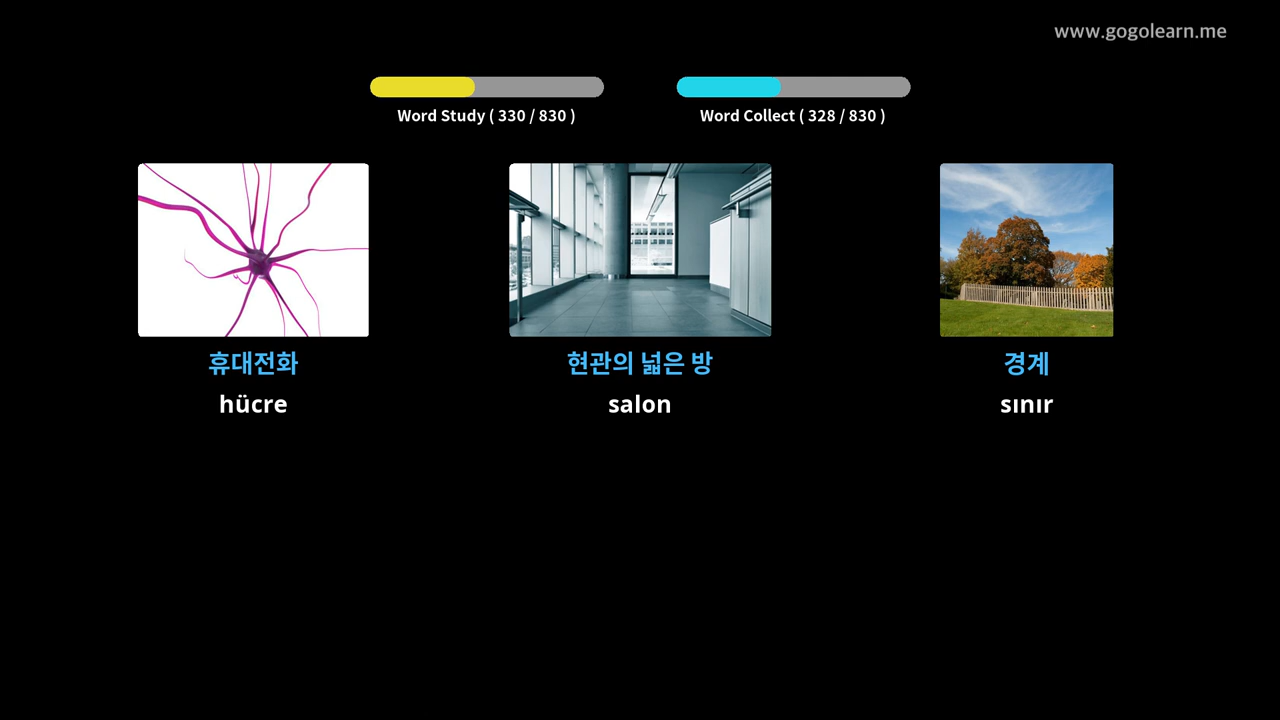 www.gogolearn.me
Word Study ( 330 / 830 )
Word Collect ( 328 / 830 )
휴대전화
현관의 넓은 방
경계
hücre
salon
sınır